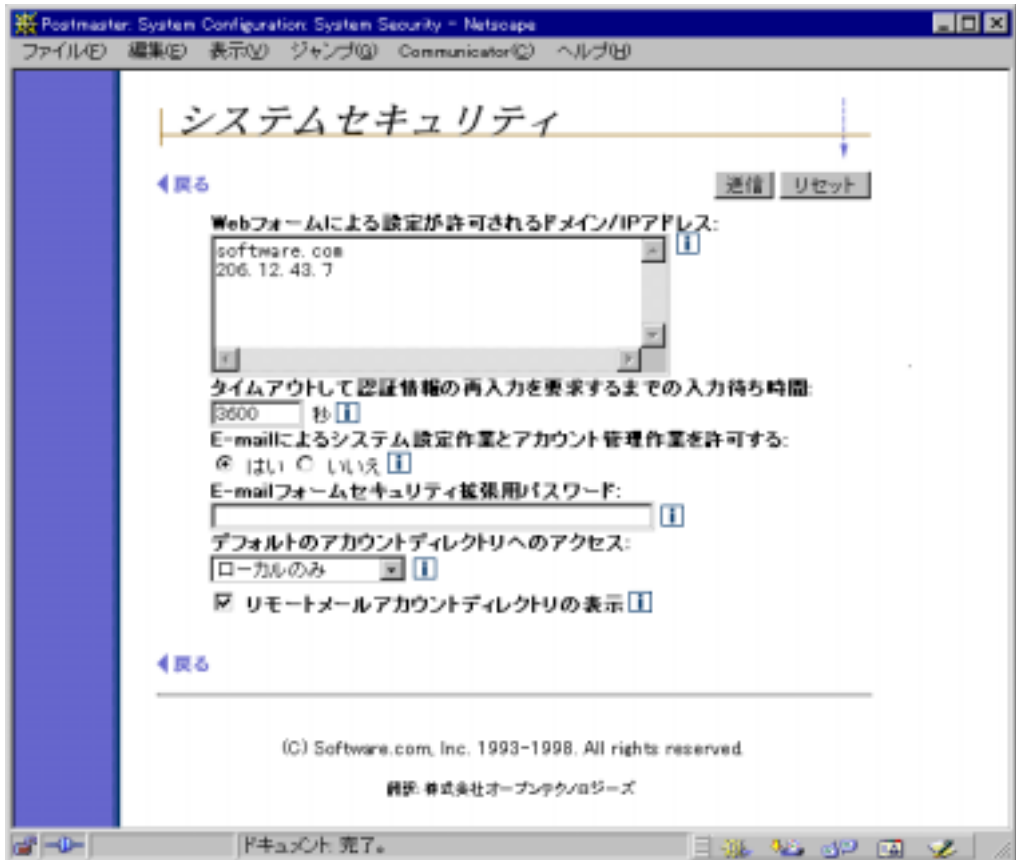 Postmaster: System Configuration: System Security - Netscape
ファイル(F) 編集(E) 表示(V) ジャンプ(G) Communicator(C) ヘルプ(H)
システムセキュリティ
戻る
送信 リセット
Webフォームによる設定が許可されるドメイン/IPアドレス:
software.com
206.12.43.7
タイムアウトして認証情報の再入力を要求するまでの入力待ち時間:
3600 秒
E-mailによるシステム設定作業とアカウント管理作業を許可する:
はい いいえ
E-mailフォームセキュリティ拡張用パスワード:
デフォルトのアカウントディレクトリへのアクセス:
ローカルのみ
リモートメールアカウントディレクトリの表示
戻る
(C) Software.com, Inc. 1993-1998. All rights reserved.
翻訳: 株式会社オープンテクノロジーズ
ドキュメント: 完了。